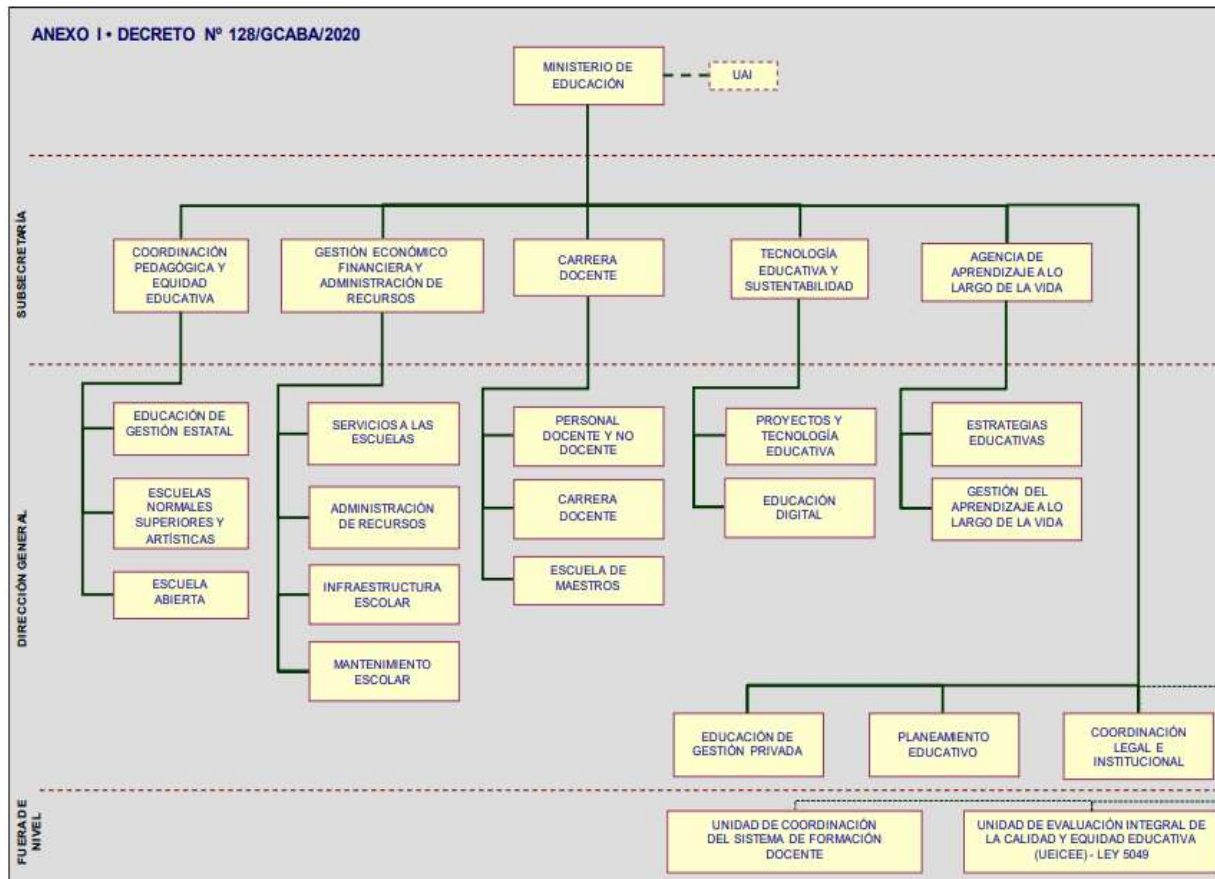 ANEXO I • DECRETO Nº 128/GCABA/2020
MINISTERIO DE
EDUCACIÓN
UAI
SUBSECRETARÍA
COORDINACIÓN
PEDAGÓGICA Y
EQUIDAD
EDUCATIVA
GESTIÓN ECONÓMICO
FINANCIERA Y
ADMINISTRACIÓN DE
RECURSOS
CARRERA
DOCENTE
TECNOLOGÍA
EDUCATIVA Y
SUSTENTABILIDAD
AGENCIA DE
APRENDIZAJE A LO
LARGO DE LA VIDA
DIRECCIÓN GENERAL
EDUCACIÓN DE
GESTIÓN ESTATAL
ESCUELAS
NORMALES
SUPERIORES Y
ARTÍSTICAS
ESCUELA
ABIERTA
SERVICIOS A LAS
ESCUELAS
ADMINISTRACIÓN
DE RECURSOS
INFRAESTRUCTURA
ESCOLAR
MANTENIMIENTO
ESCOLAR
PERSONAL
DOCENTE Y NO
DOCENTE
CARRERA
DOCENTE
ESCUELA DE
MAESTROS
PROYECTOS Y
TECNOLOGÍA
EDUCATIVA
EDUCACIÓN
DIGITAL
ESTRATEGIAS
EDUCATIVAS
GESTIÓN DEL
APRENDIZAJE A LO
LARGO DE LA VIDA
EDUCACIÓN DE
GESTIÓN PRIVADA
PLANEAMIENTO
EDUCATIVO
COORDINACIÓN
LEGAL E
INSTITUCIONAL
FUERA DE
NIVEL
UNIDAD DE COORDINACIÓN
DEL SISTEMA DE FORMACIÓN
DOCENTE
UNIDAD DE EVALUACIÓN INTEGRAL DE
LA CALIDAD Y EQUIDAD EDUCATIVA
(UEICEE) - LEY 5049